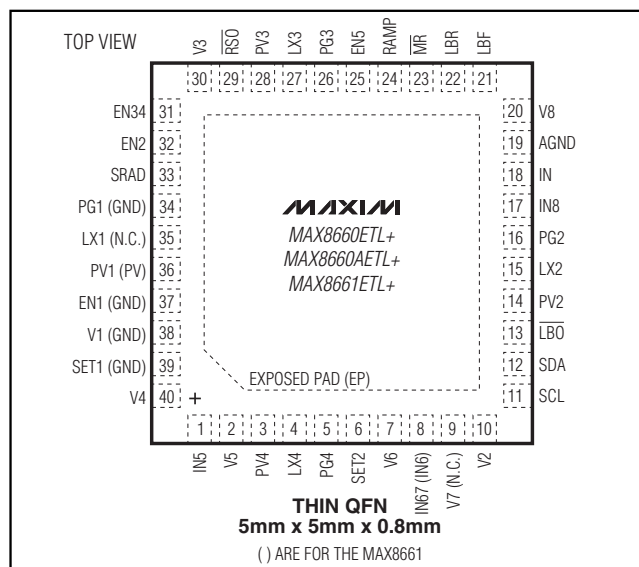 TOP VIEW
V3
RSO
PV3
LX3
PG3
EN5
RAMP
MR
LBR
LBF
30 29 28 27 26 25 24 23 22 21
EN34 31
EN2 32
SRAD 33
PG1 (GND) 34
LX1 (N.C.) 35
PV1 (PV) 36
EN1 (GND) 37
V1 (GND) 38
SET1 (GND) 39
V4 40 +
MAXIM
MAX8660ETL+
MAX8660AETL+
MAX8661ETL+
EXPOSED PAD (EP)
20 V8
19 AGND
18 IN
17 IN8
16 PG2
15 LX2
14 PV2
13 LBO
12 SDA
11 SCL
1 2 3 4 5 6 7 8 9 10
IN5
V5
PV4
LX4
PG4
SET2
V6
IN67 (IN6)
V7 (N.C.)
V2
THIN QFN
5mm x 5mm x 0.8mm
( ) ARE FOR THE MAX8661